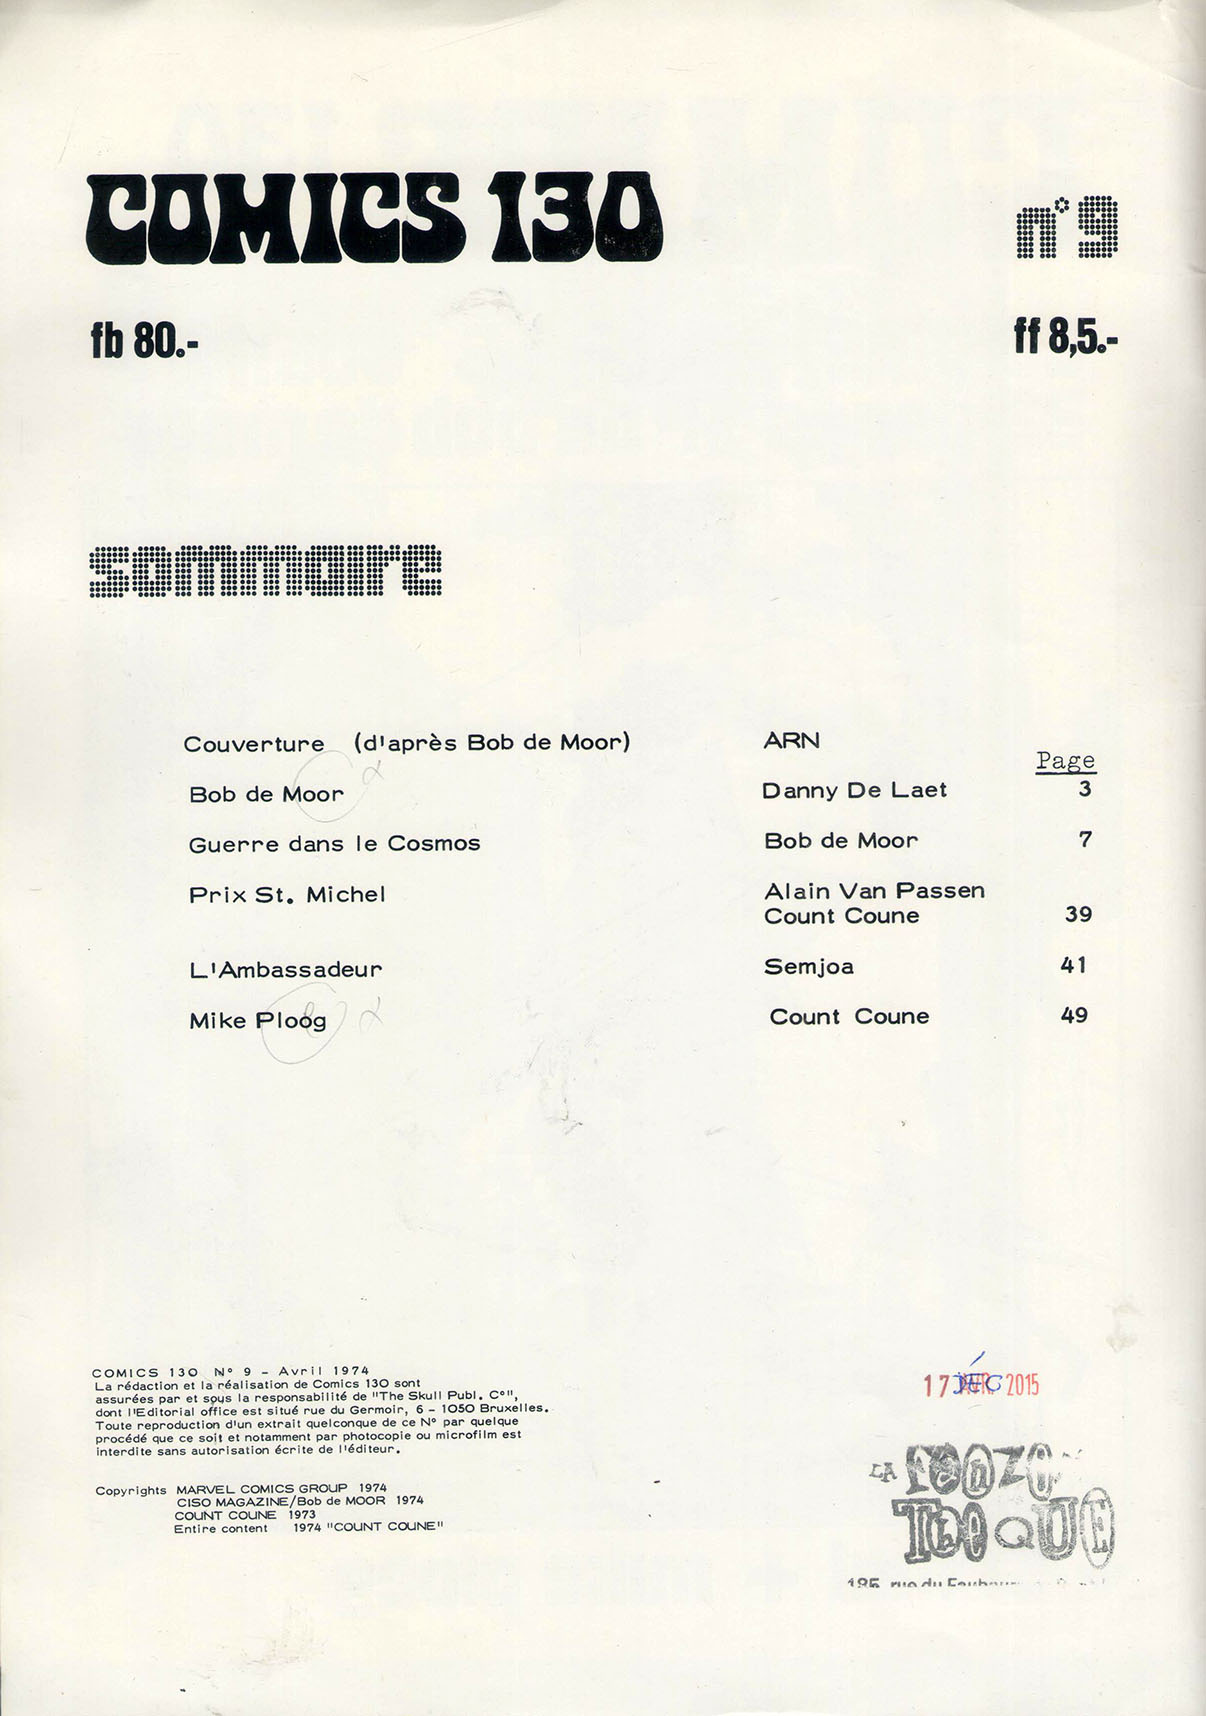 COMICS 130 n°9
fb 80.- ff 8,5.-
sommaire
Couverture (d'après Bob de Moor) ARN
Page
Bob de Moor Danny De Laet 3
Guerre dans le Cosmos Bob de Moor 7
Prix St. Michel Alain Van Passen
Count Coune 39
L'Ambassadeur Semjoa 41
Mike Ploog Count Coune 49
COMICS 130 N° 9 - Avril 1974
La rédaction et la réalisation de Comics 130 sont
assurées par et sous la responsabilité de "The Skull Publ. C°",
dont l'Editorial office est situé rue du Germoir, 6 - 1050 Bruxelles.
Toute reproduction d'un extrait quelconque de ce N° par quelque
procédé que ce soit et notamment par photocopie ou microfilm est
interdite sans autorisation écrite de l'éditeur.
Copyrights MARVEL COMICS GROUP 1974
CISO MAGAZINE/Bob de MOOR 1974
COUNT COUNE 1973
Entire content 1974 "COUNT COUNE"
17 DÉC 2015
LA FanZo
TheQUE
rue du